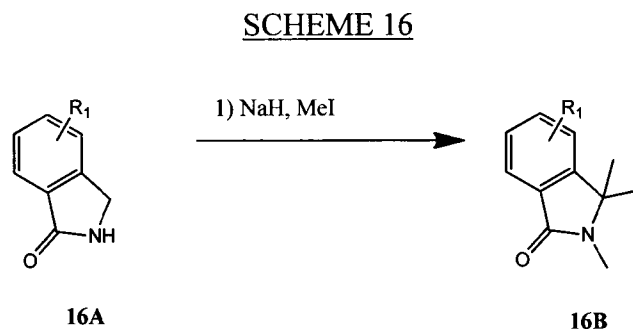 SCHEME 16
R1
1) NaH, MeI
R1
NH
O
N
O
16A
16B